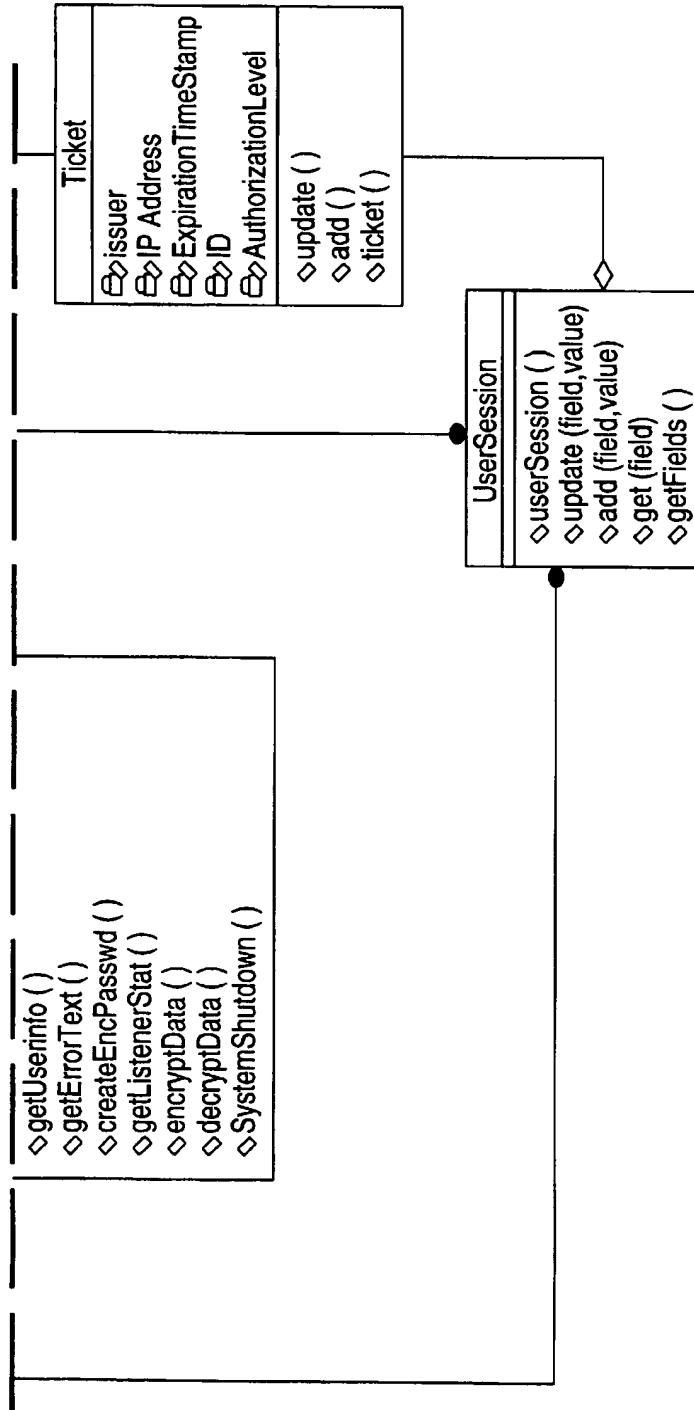 getUserinfo ( )
getErrorText ( )
createEncPasswd ( )
getListenerStat ( )
encryptData ( )
decryptData ( )
SystemShutdown ( )
Ticket
issuer
IP Address
ExpirationTimeStamp
ID
AuthorizationLevel
update ( )
add ( )
ticket ( )
UserSession
userSession ( )
update (field,value)
add (field,value)
get (field)
getFields ( )